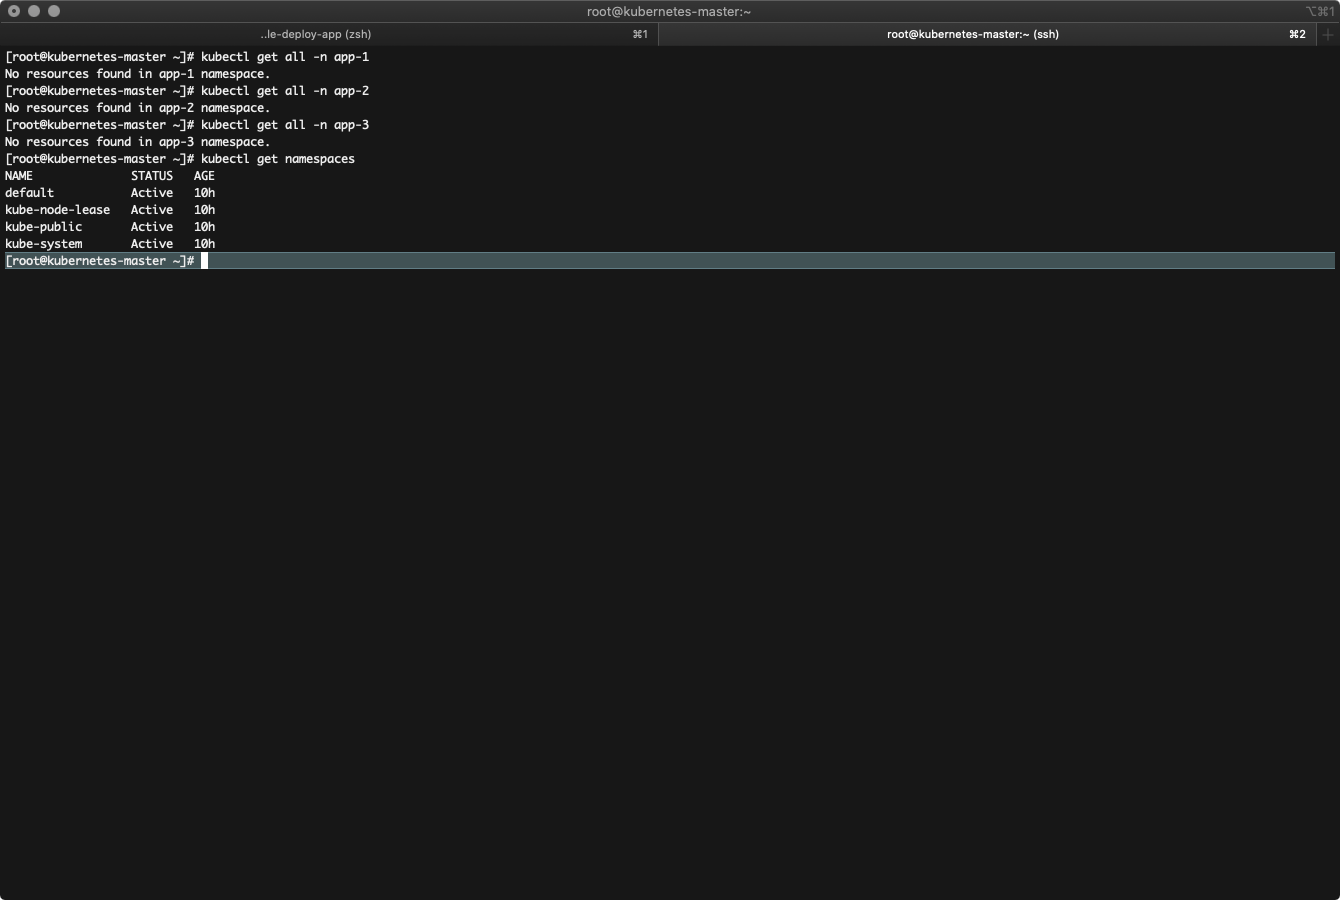 root@kubernetes-master:~
⌥⌘1
..le-deploy-app (zsh)
⌘1
root@kubernetes-master:~ (ssh)
⌘2
[root@kubernetes-master ~]# kubectl get all -n app-1
No resources found in app-1 namespace.
[root@kubernetes-master ~]# kubectl get all -n app-2
No resources found in app-2 namespace.
[root@kubernetes-master ~]# kubectl get all -n app-3
No resources found in app-3 namespace.
[root@kubernetes-master ~]# kubectl get namespaces
NAME              STATUS   AGE
default           Active   10h
kube-node-lease   Active   10h
kube-public       Active   10h
kube-system       Active   10h
[root@kubernetes-master ~]#